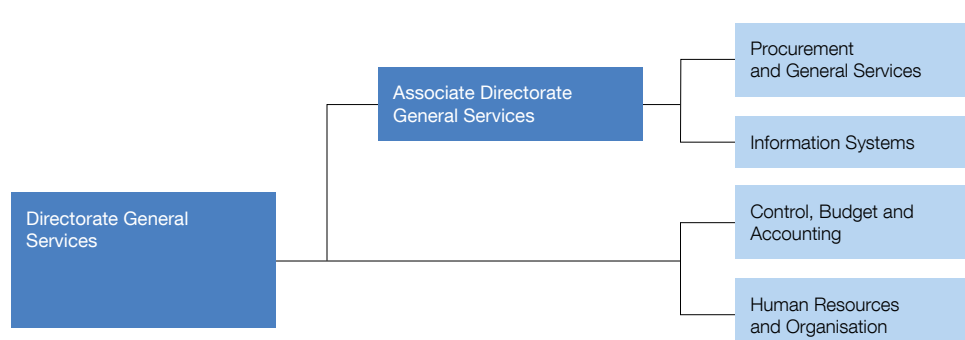 Procurement
and General Services
Associate Directorate
General Services
Information Systems
Directorate General
Services
Control, Budget and
Accounting
Human Resources
and Organisation